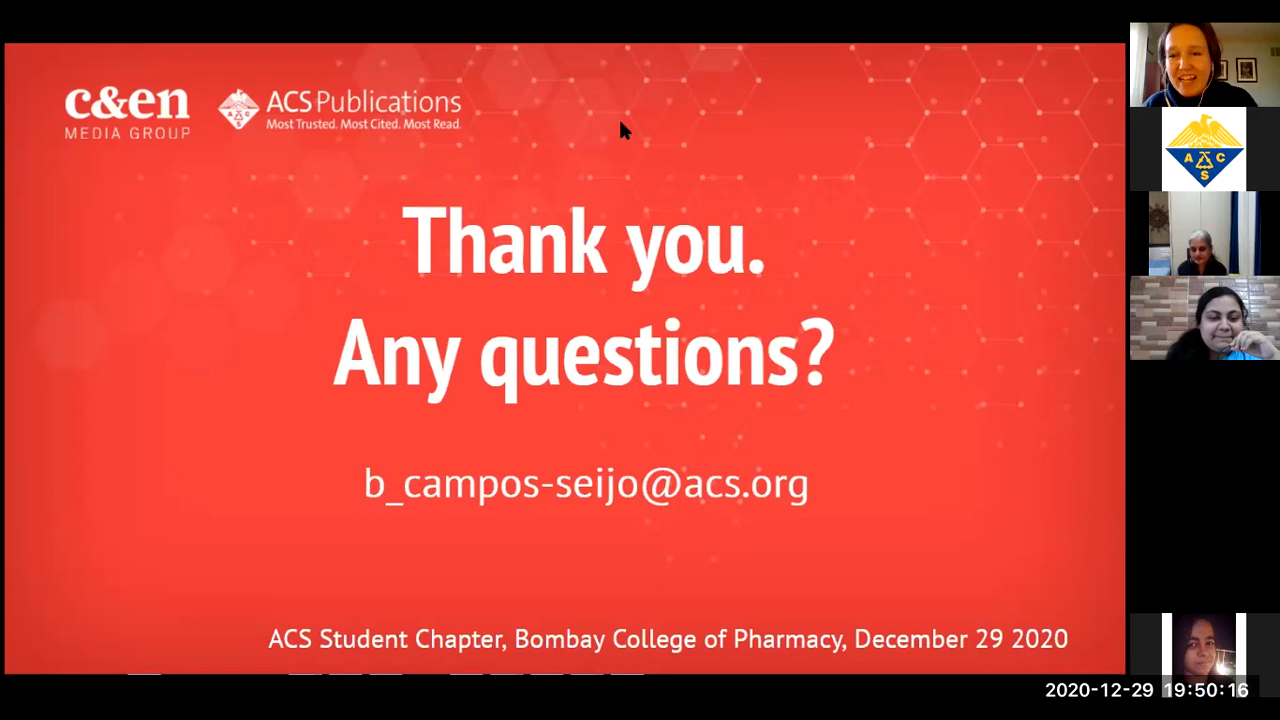 c&en
MEDIA GROUP
ACS Publications
Most Trusted. Most Cited. Most Read.
Thank you.
Any questions?
b_campos-seijo@acs.org
ACS Student Chapter, Bombay College of Pharmacy, December 29 2020
A C S
2020-12-29 19:50:16